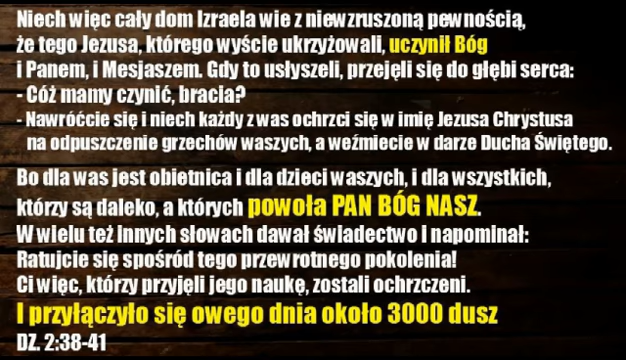 Niech więc cały dom Izraela wie z niewzruszoną pewnością,
że tego Jezusa, którego wyście ukrzyżowali, uczynił Bóg
i Panem, i Mesjaszem. Gdy to usłyszeli, przejęli się do głębi serca:
- Cóż mamy czynić, bracia?
- Nawróćcie się i niech każdy z was ochrzci się w imię Jezusa Chrystusa
na odpuszczenie grzechów waszych, a weźmiecie w darze Ducha Świętego.
Bo dla was jest obietnica i dla dzieci waszych, i dla wszystkich,
którzy są daleko, a których powoła PAN BÓG NASZ.
W wielu też innych słowach dawał świadectwo i napominał:
Ratujcie się spośród tego przewrotnego pokolenia!
Ci więc, którzy przyjęli jego naukę, zostali ochrzczeni.
I przyłączyło się owego dnia około 3000 dusz
DZ. 2:38-41